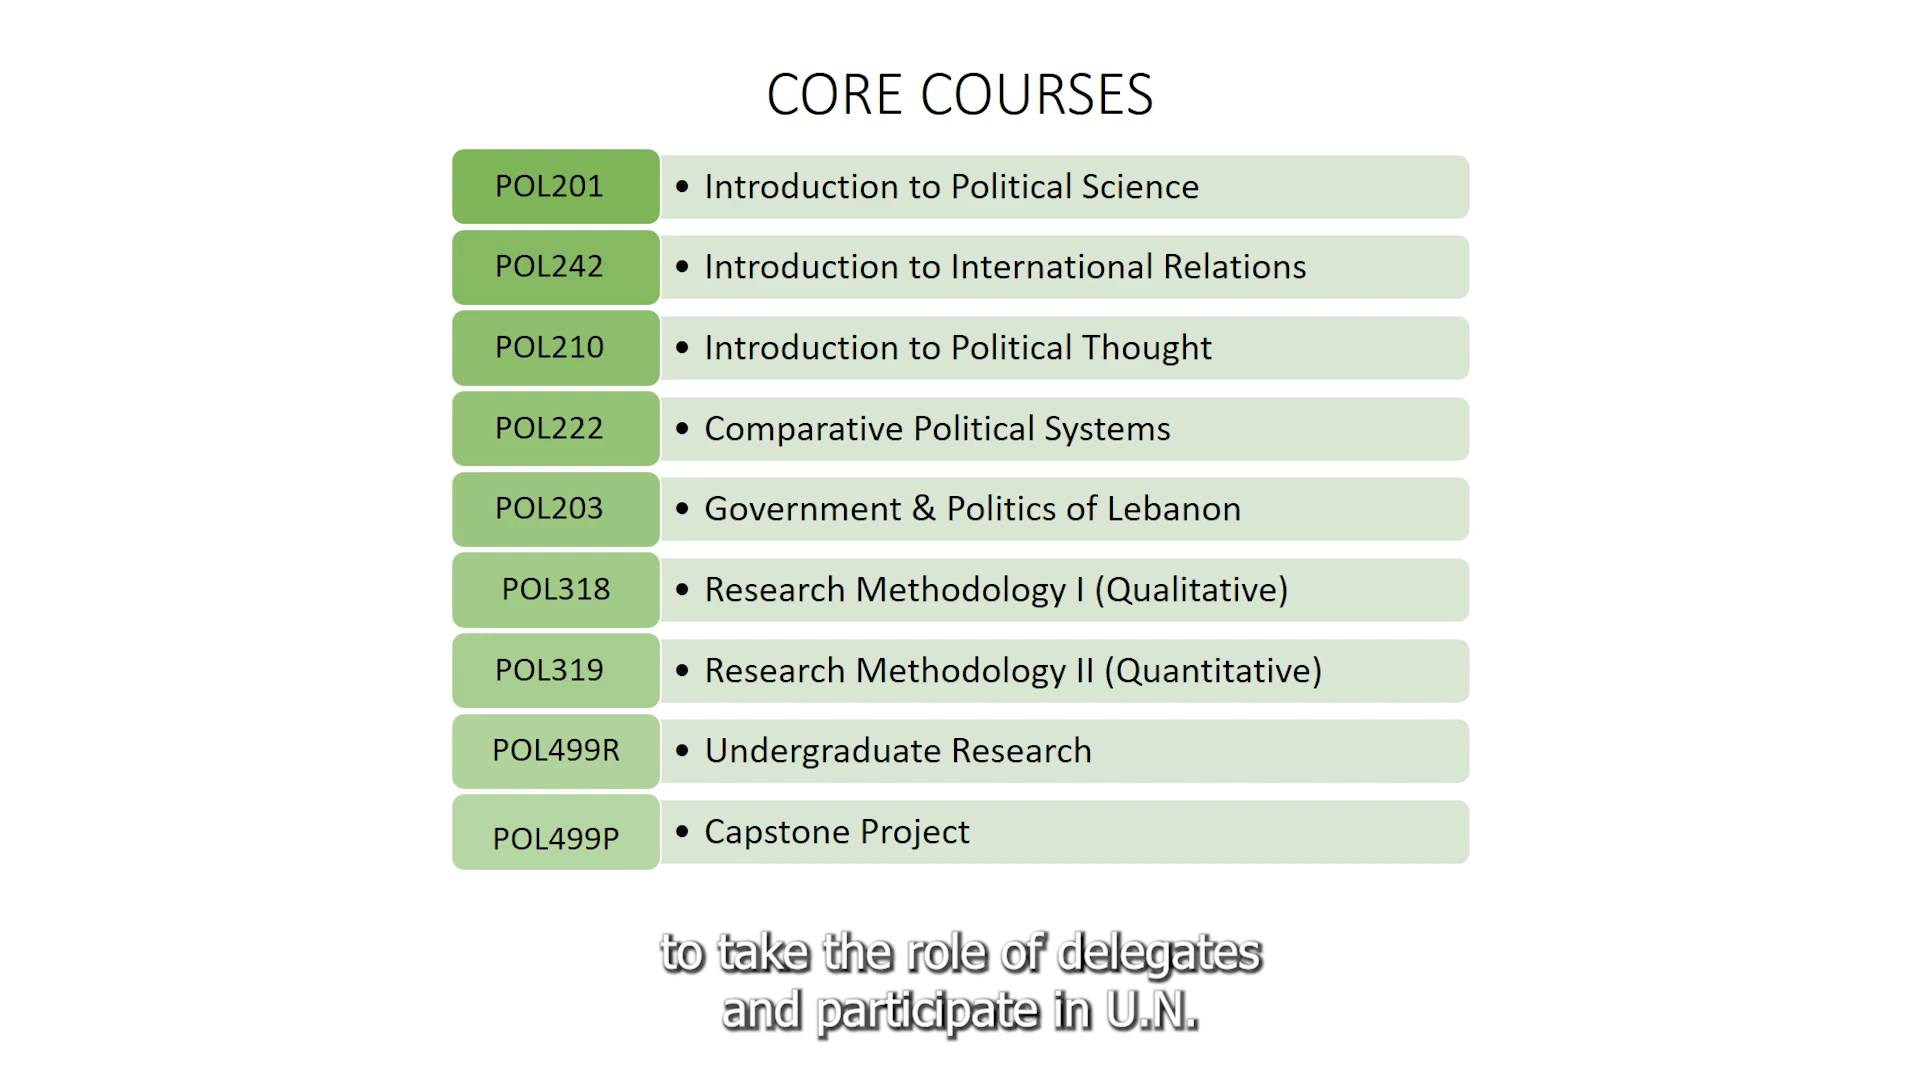 CORE COURSES
POL201 • Introduction to Political Science
POL242 • Introduction to International Relations
POL210 • Introduction to Political Thought
POL222 • Comparative Political Systems
POL203 • Government & Politics of Lebanon
POL318 • Research Methodology I (Qualitative)
POL319 • Research Methodology II (Quantitative)
POL499R • Undergraduate Research
POL499P • Capstone Project
to take the role of delegates
and participate in U.N.